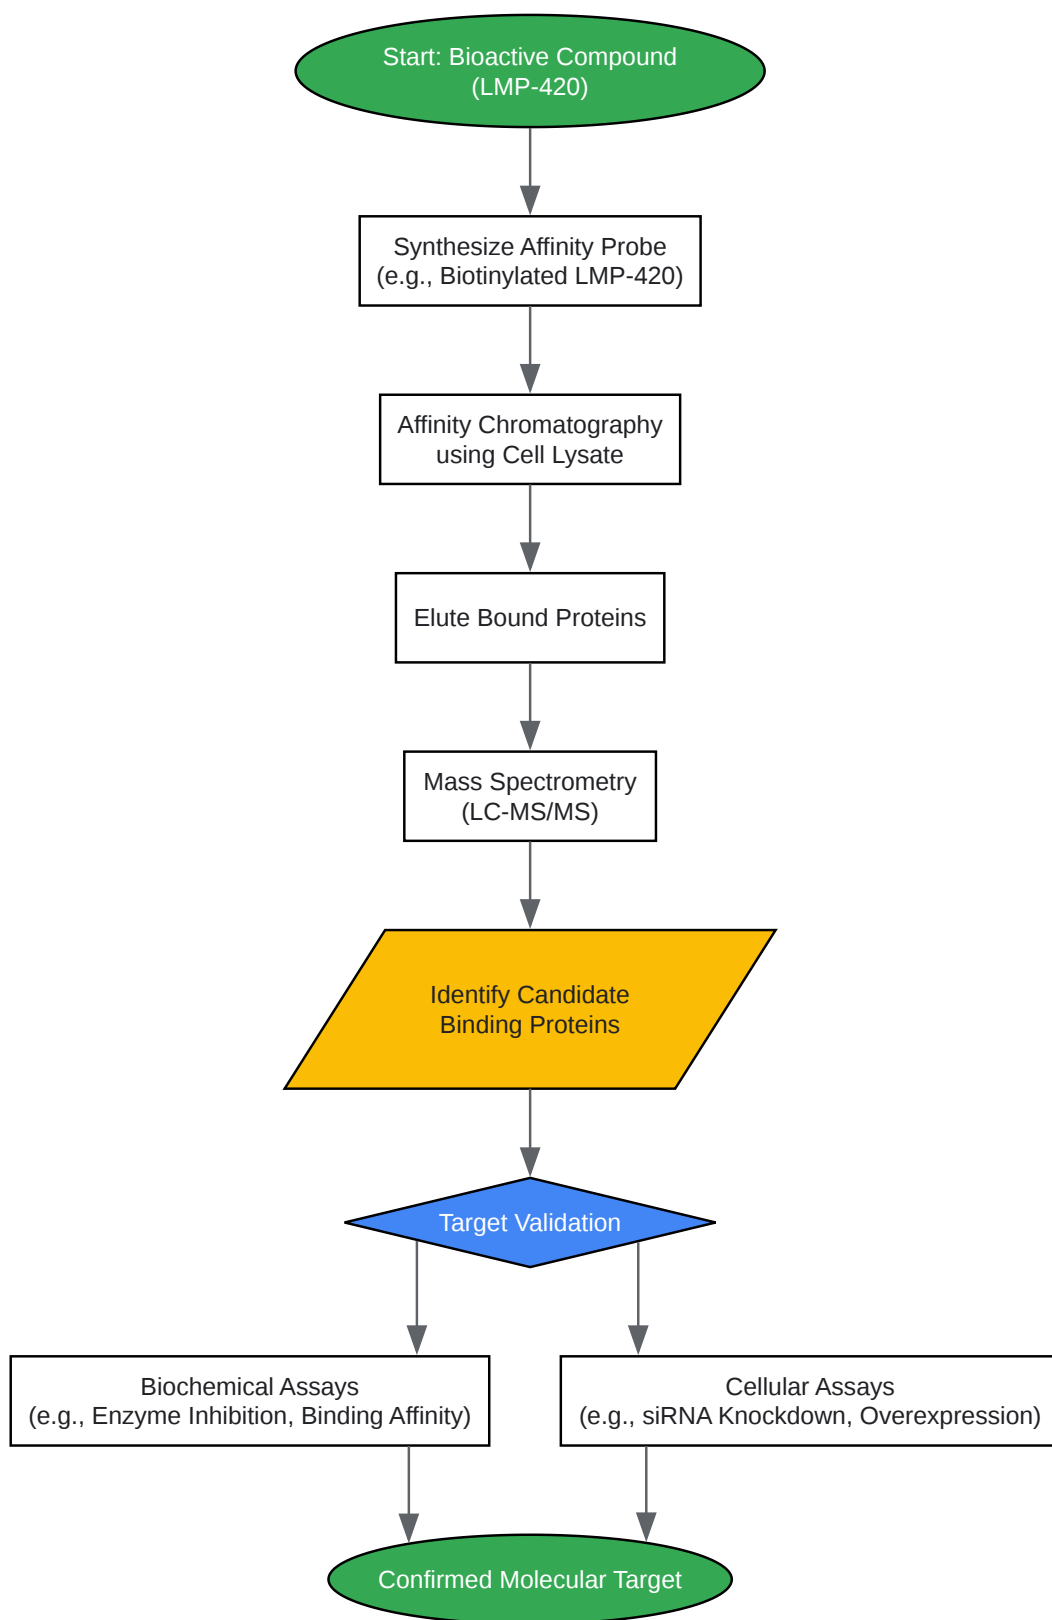 Start: Bioactive Compound
(LMP-420)
Synthesize Affinity Probe
(e.g., Biotinylated LMP-420)
Affinity Chromatography
using Cell Lysate
Elute Bound Proteins
Mass Spectrometry
(LC-MS/MS)
Identify Candidate
Binding Proteins
Target Validation
Biochemical Assays
(e.g., Enzyme Inhibition, Binding Affinity)
Cellular Assays
(e.g., siRNA Knockdown, Overexpression)
Confirmed Molecular Target